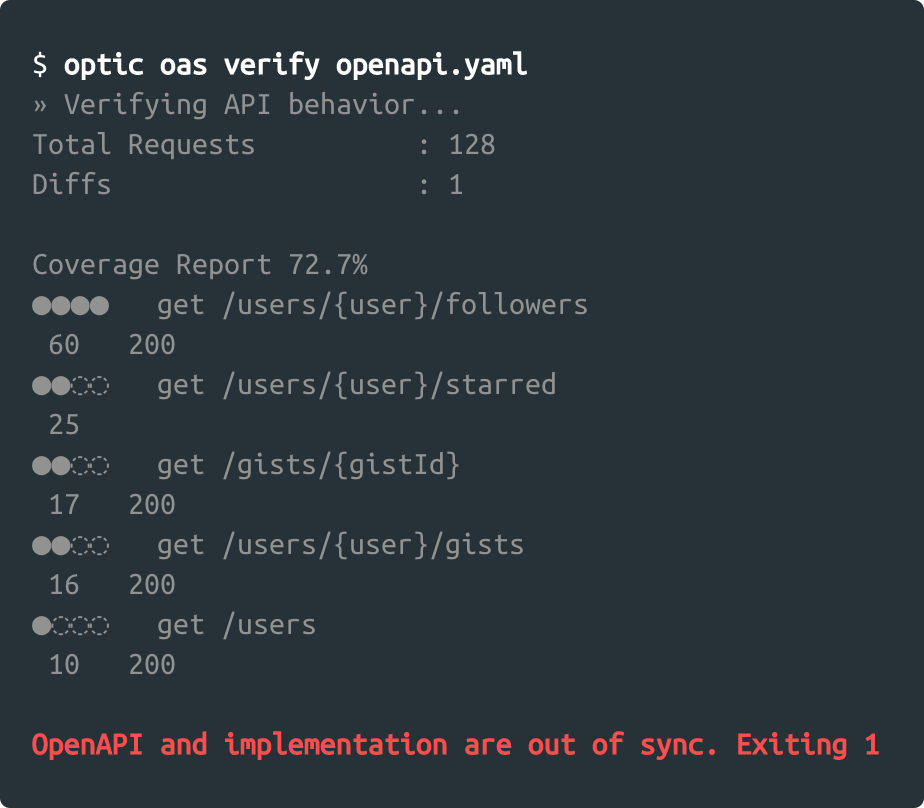 $ optic oas verify openapi.yaml
» Verifying API behavior...
Total Requests          : 128
Diffs                   : 1
Coverage Report 72.7%
●●●●   get /users/{user}/followers
 60   200
●●◌◌   get /users/{user}/starred
 25
●●◌◌   get /gists/{gistId}
 17   200
●●◌◌   get /users/{user}/gists
 16   200
●◌◌◌   get /users
 10   200
OpenAPI and implementation are out of sync. Exiting 1